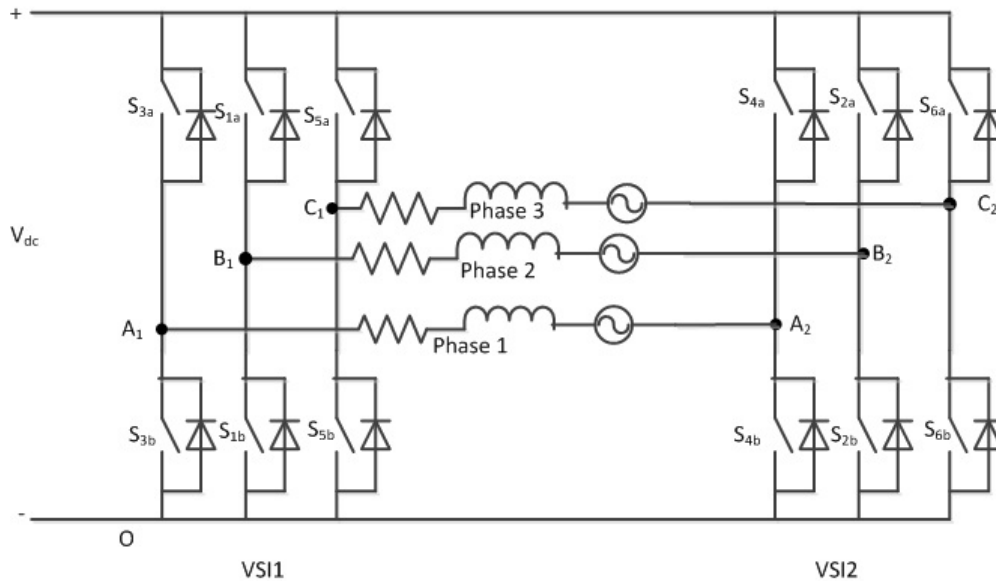 +
S3a
S1a
S5a
S4a
S2a
S6a
C1
Phase 3
C2
Vdc
B1
Phase 2
B2
A1
Phase 1
A2
S3b
S1b
S5b
S4b
S2b
S6b
-
O
VSI1
VSI2